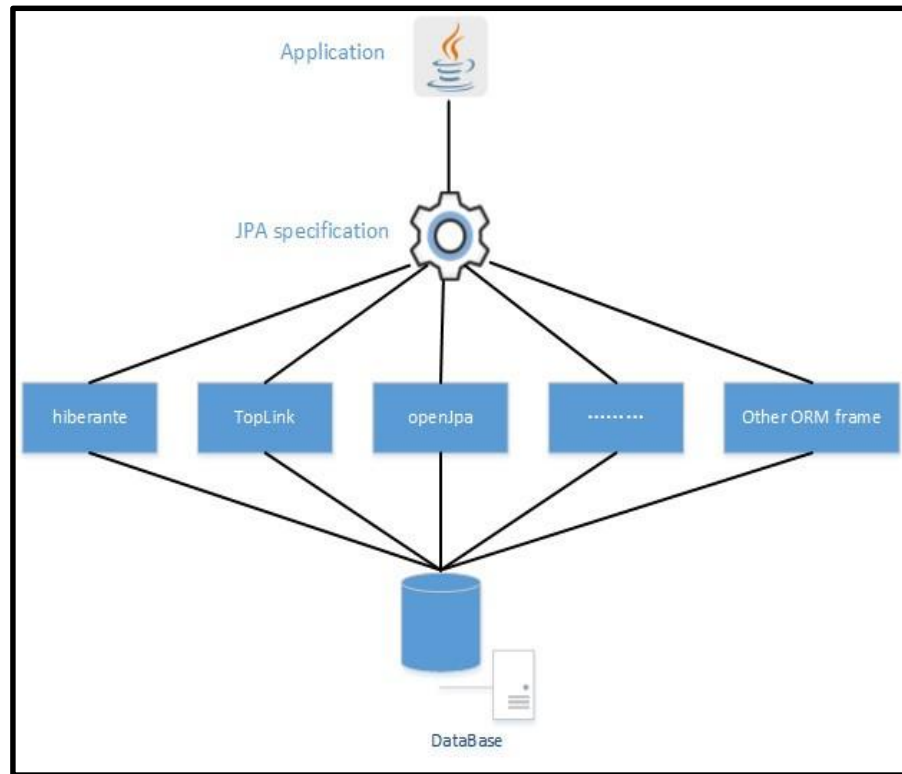 Application
JPA specification
hiberante
TopLink
openJpa
.........
Other ORM frame
DataBase